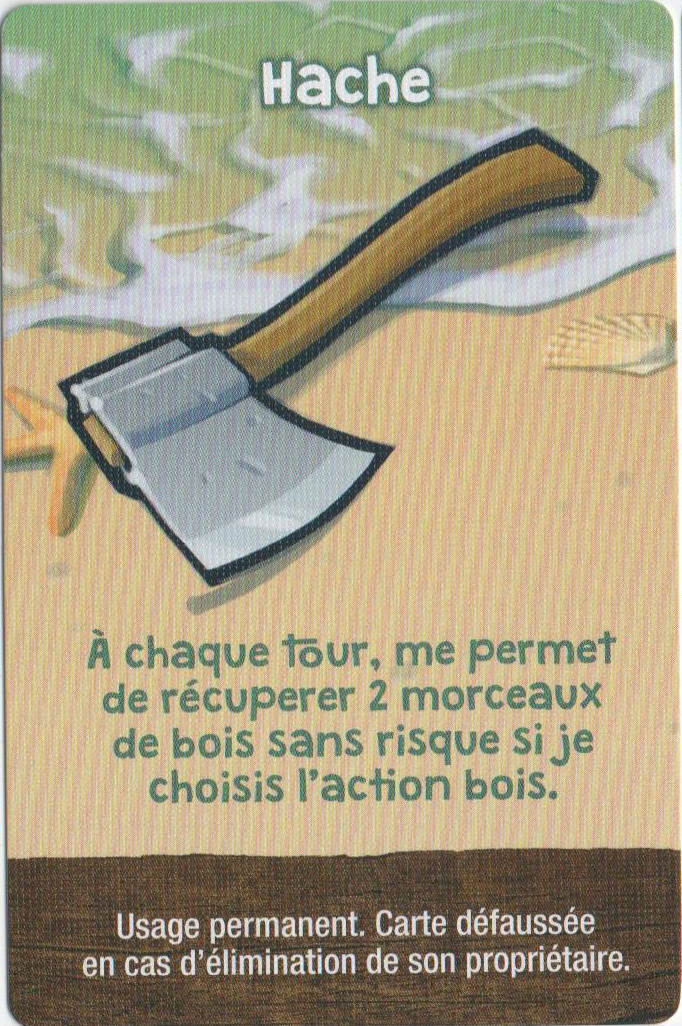 Hache
À chaque tour, me permet
de récuperer 2 morceaux
de bois sans risque si je
choisis l'action bois.
Usage permanent. Carte défaussée
en cas d'élimination de son propriétaire.